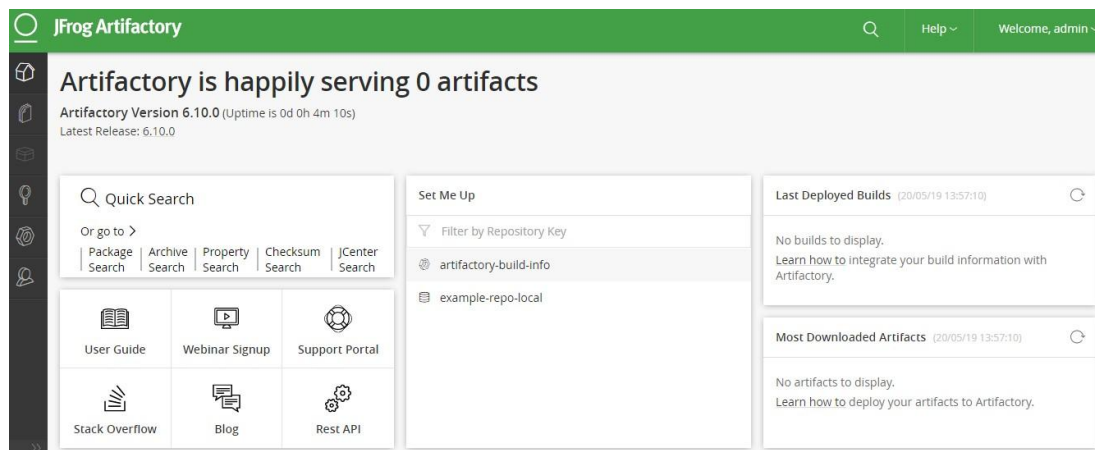 JFrog Artifactory
Help
Welcome, admin
Artifactory is happily serving 0 artifacts
Artifactory Version 6.10.0 (Uptime is 0d 0h 4m 10s)
Latest Release: 6.10.0
Quick Search
Or go to >
Package Search
Archive Search
Property Search
Checksum Search
JCenter Search
User Guide
Webinar Signup
Support Portal
Stack Overflow
Blog
Rest API
Set Me Up
Filter by Repository Key
artifactory-build-info
example-repo-local
Last Deployed Builds (20/05/19 13:57:10)
No builds to display.
Learn how to integrate your build information with
Artifactory.
Most Downloaded Artifacts (20/05/19 13:57:10)
No artifacts to display.
Learn how to deploy your artifacts to Artifactory.